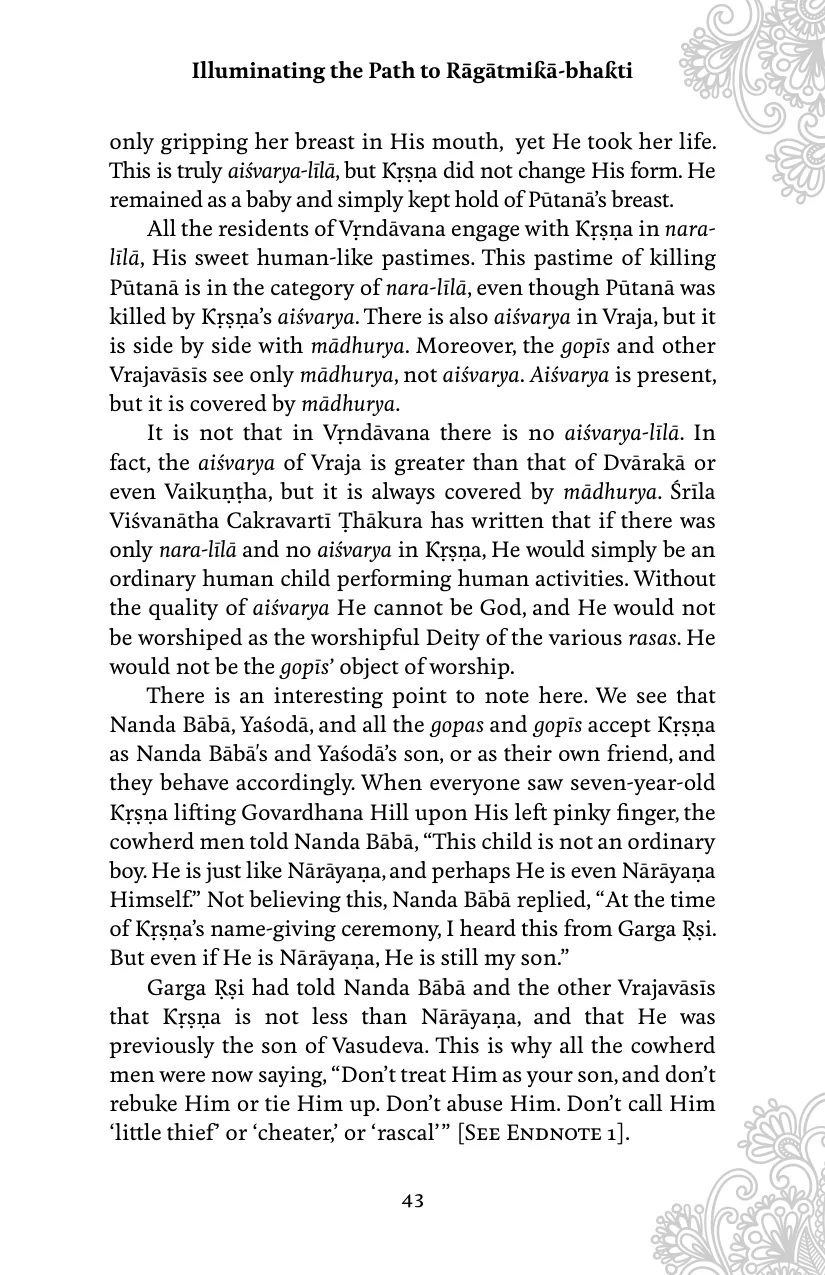 Illuminating the Path to Rāgātmikā-bhakti
only gripping her breast in His mouth, yet He took her life.
This is truly aiśvarya-līlā, but Kṛṣṇa did not change His form. He
remained as a baby and simply kept hold of Pūtanā’s breast.
All the residents of Vṛndāvana engage with Kṛṣṇa in nara-
līlā, His sweet human-like pastimes. This pastime of killing
Pūtanā is in the category of nara-līlā, even though Pūtanā was
killed by Kṛṣṇa’s aiśvarya. There is also aiśvarya in Vraja, but it
is side by side with mādhurya. Moreover, the gopīs and other
Vrajavāsīs see only mādhurya, not aiśvarya. Aiśvarya is present,
but it is covered by mādhurya.
It is not that in Vṛndāvana there is no aiśvarya-līlā. In
fact, the aiśvarya of Vraja is greater than that of Dvārakā or
even Vaikuṇṭha, but it is always covered by mādhurya. Śrīla
Viśvanātha Cakravartī Ṭhākura has written that if there was
only nara-līlā and no aiśvarya in Kṛṣṇa, He would simply be an
ordinary human child performing human activities. Without
the quality of aiśvarya He cannot be God, and He would not
be worshiped as the worshipful Deity of the various rasas. He
would not be the gopīs’ object of worship.
There is an interesting point to note here. We see that
Nanda Bābā, Yaśodā, and all the gopas and gopīs accept Kṛṣṇa
as Nanda Bābā's and Yaśodā’s son, or as their own friend, and
they behave accordingly. When everyone saw seven-year-old
Kṛṣṇa lifting Govardhana Hill upon His left pinky finger, the
cowherd men told Nanda Bābā, “This child is not an ordinary
boy. He is just like Nārāyaṇa, and perhaps He is even Nārāyaṇa
Himself.” Not believing this, Nanda Bābā replied, “At the time
of Kṛṣṇa’s name-giving ceremony, I heard this from Garga Ṛṣi.
But even if He is Nārāyaṇa, He is still my son.”
Garga Ṛṣi had told Nanda Bābā and the other Vrajavāsīs
that Kṛṣṇa is not less than Nārāyaṇa, and that He was
previously the son of Vasudeva. This is why all the cowherd
men were now saying, “Don’t treat Him as your son, and don’t
rebuke Him or tie Him up. Don’t abuse Him. Don’t call Him
‘little thief’ or ‘cheater,’ or ‘rascal’” [See Endnote 1].
43